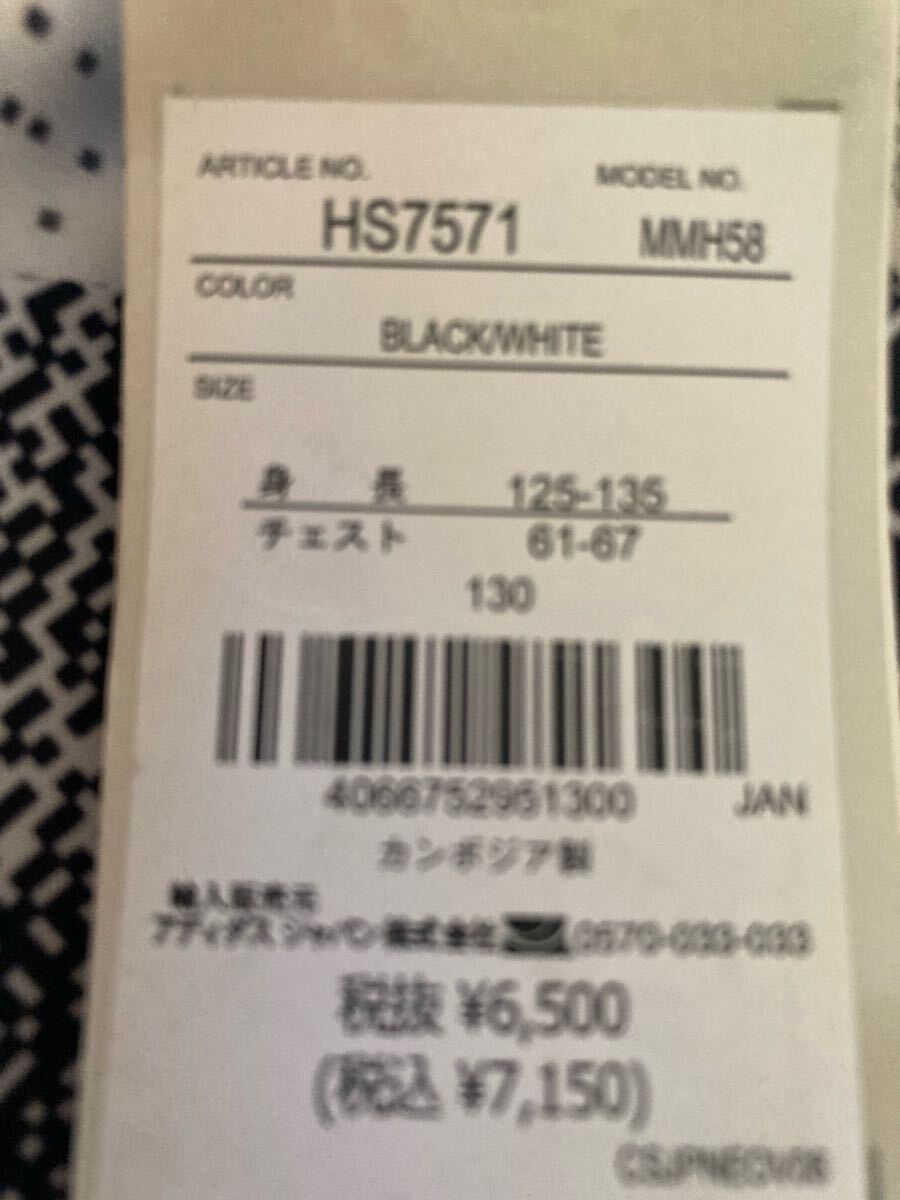 ARTICLE NO. MODEL NO.
HS7571 MMH58
COLOR
BLACK/WHITE
SIZE
身 長 125-135
チェスト 61-67
130
4066752951300 JAN
カンボジア製
輸入販売元
アディダス ジャパン 株式会社 0570-033-033
税抜 ¥6,500
(税込 ¥7,150)